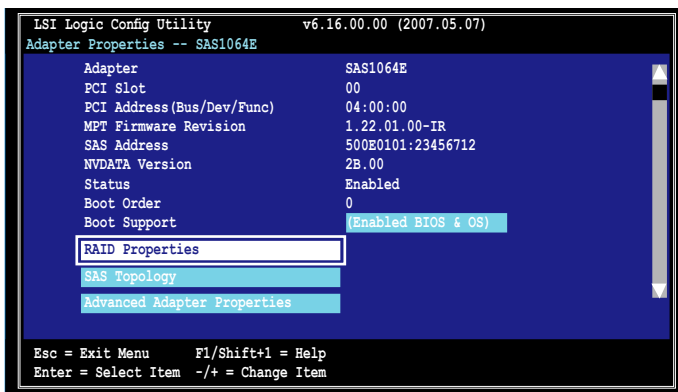 LSI Logic Config Utility v6.16.00.00 (2007.05.07)
Adapter Properties -- SAS1064E
Adapter SAS1064E
PCI Slot 00
PCI Address(Bus/Dev/Func) 04:00:00
MPT Firmware Revision 1.22.01.00-IR
SAS Address 500E0101:23456712
NVDATA Version 2B.00
Status Enabled
Boot Order 0
Boot Support (Enabled BIOS & OS)
RAID Properties
SAS Topology
Advanced Adapter Properties
Esc = Exit Menu F1/Shift+1 = Help
Enter = Select Item -/+ = Change Item